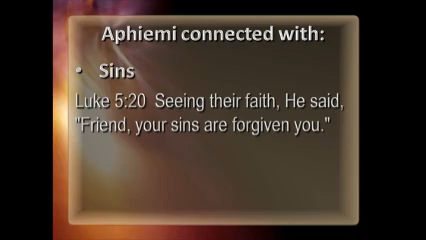 Aphiemi connected with:
• Sins
Luke 5:20 Seeing their faith, He said,
"Friend, your sins are forgiven you."